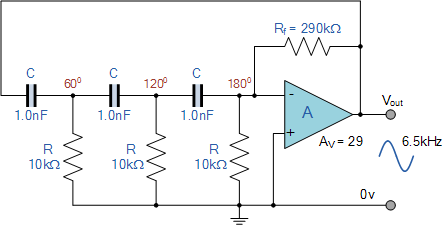 Rf = 290kΩ
C
C
C
60⁰
120⁰
180⁰
-
1.0nF
1.0nF
1.0nF
A
+
Vout
R
10kΩ
R
10kΩ
R
10kΩ
AV = 29
6.5kHz
0v